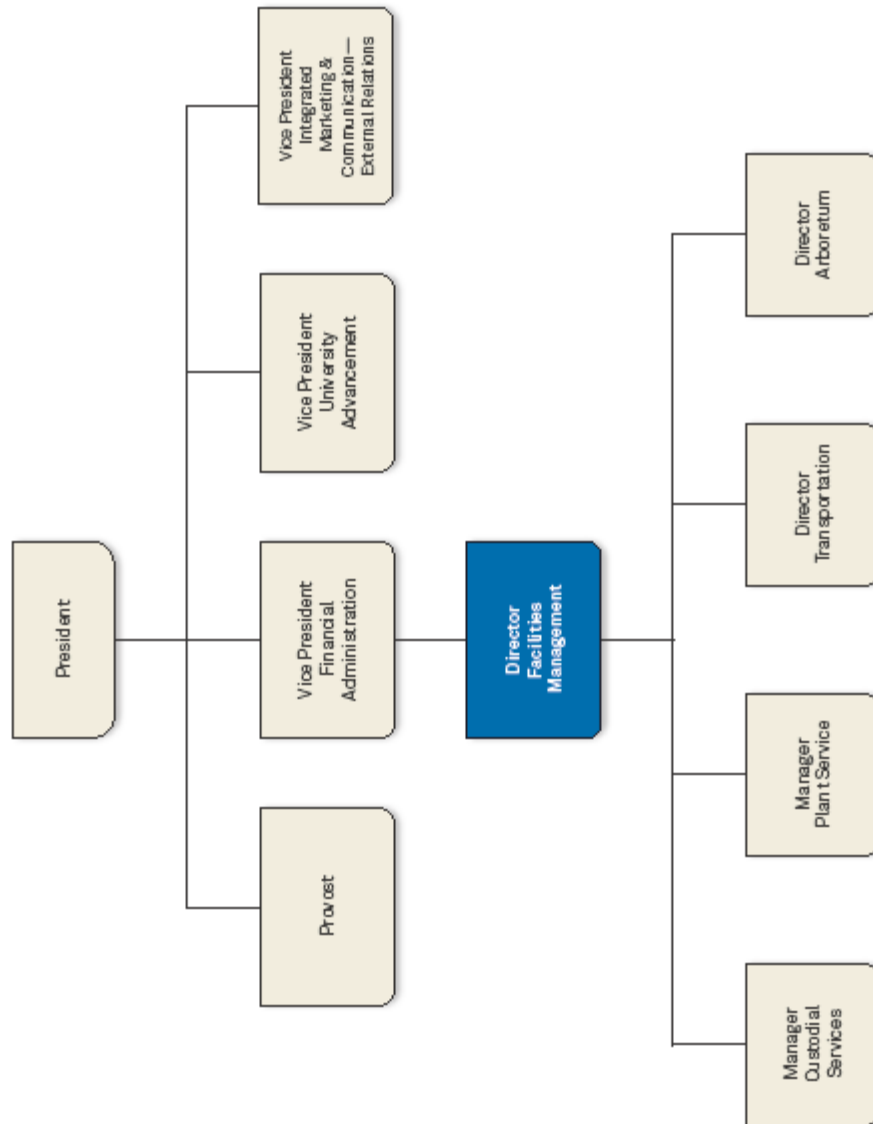 President
Provost
Vice President
Financial
Administration
Vice President
University
Advancement
Vice President
Integrated
Marketing &
Communication—
External Relations
Director
Facilities
Management
Manager
Custodial
Services
Manager
Plant Service
Director
Transportation
Director
Arboretum